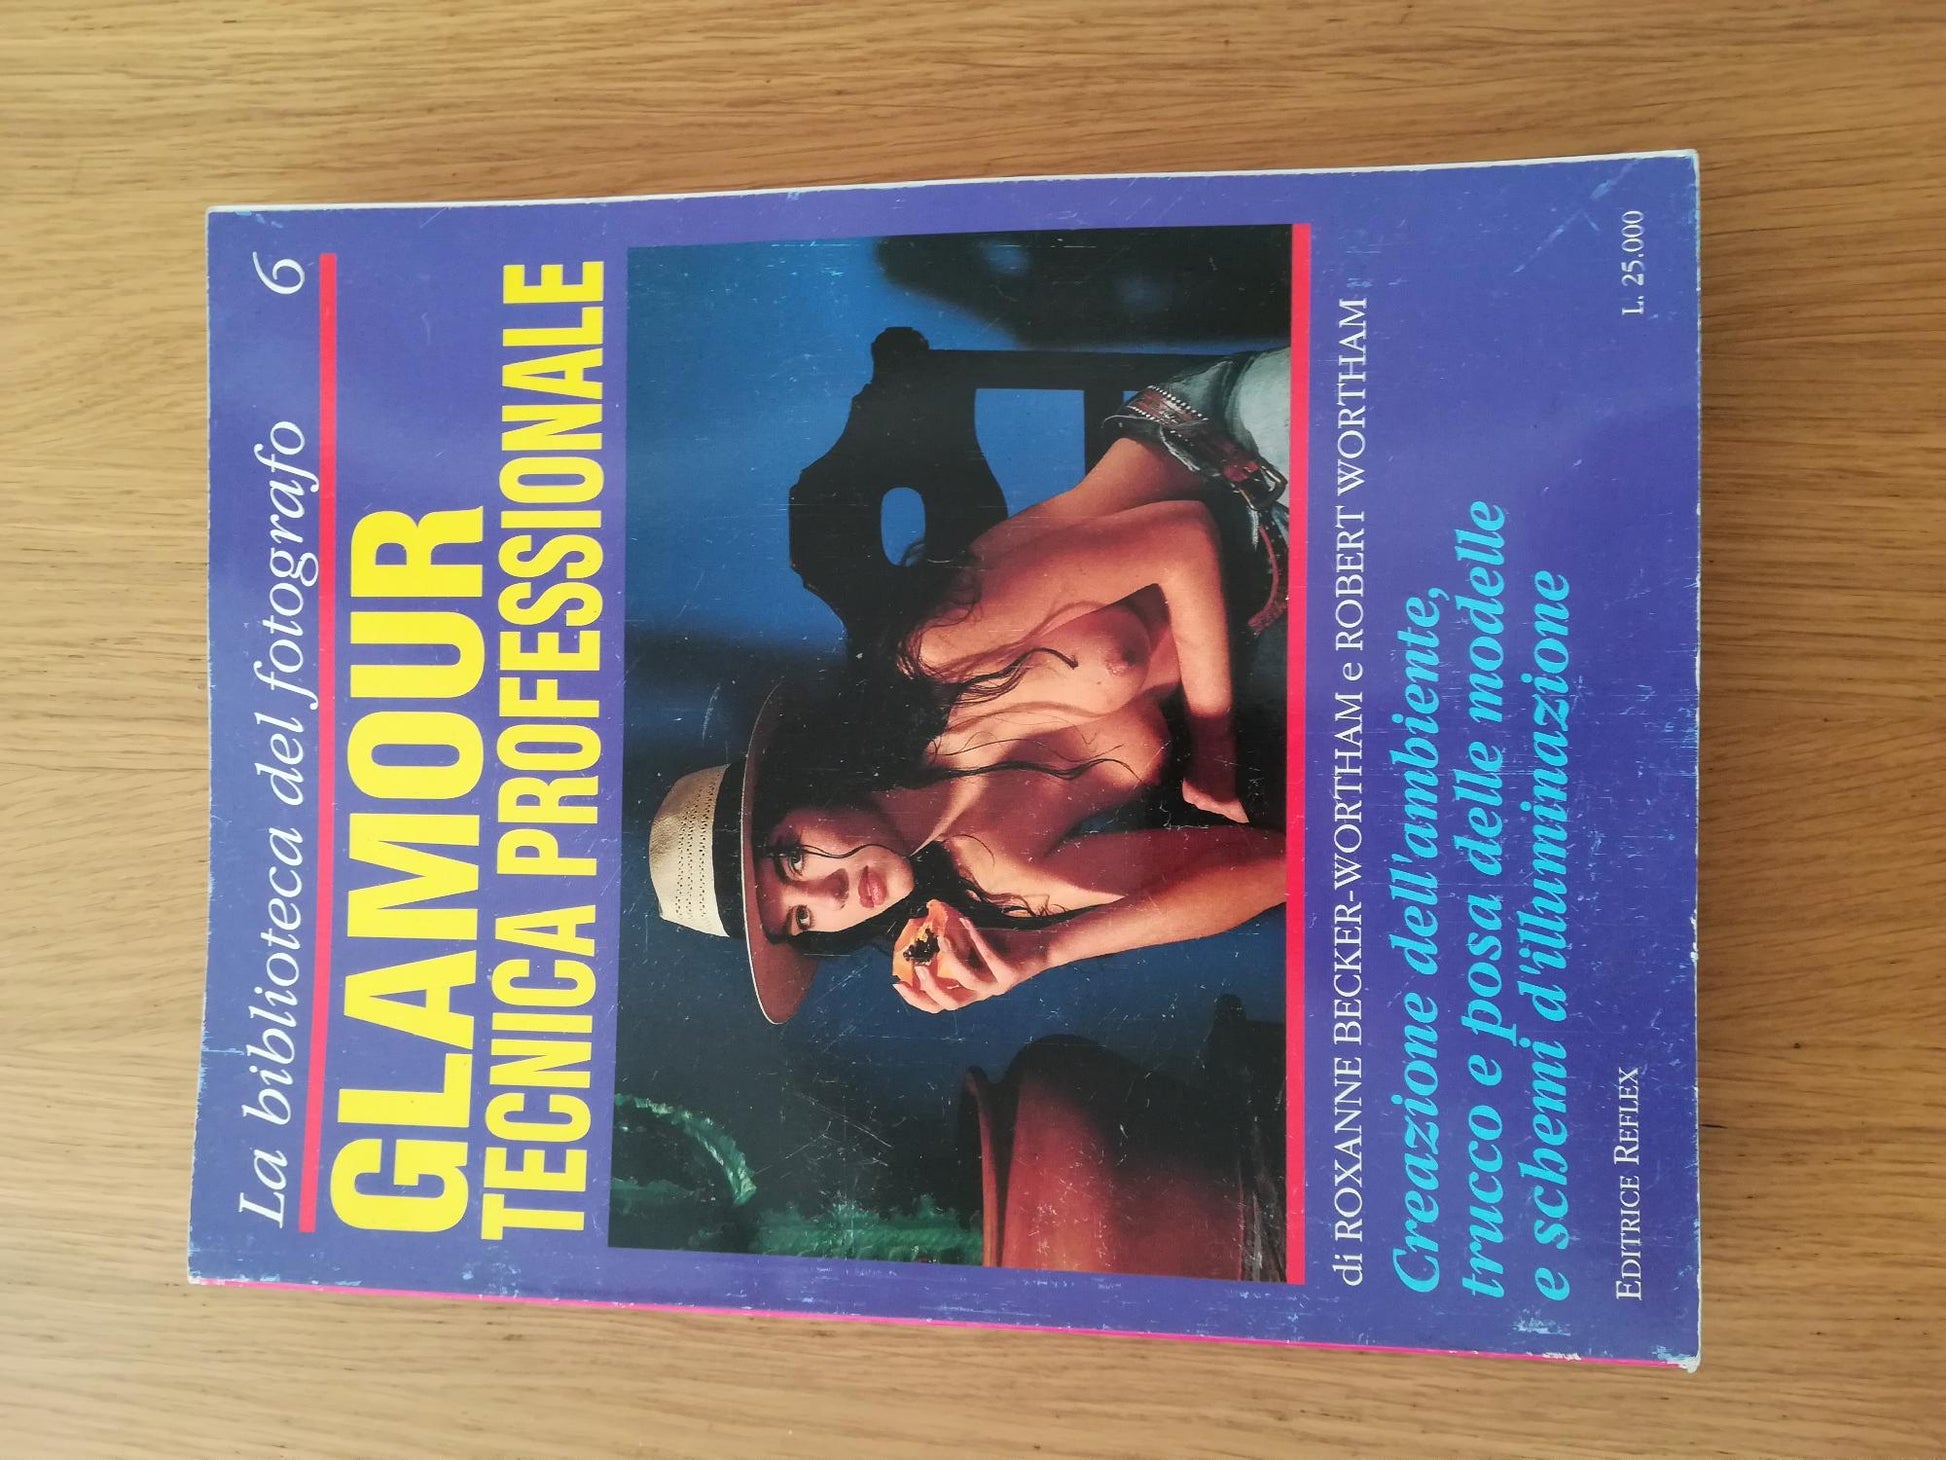 La biblioteca del fotografo 6
GLAMOUR
TECNICA PROFESSIONALE
di ROXANNE BECKER-WORTHAM e ROBERT WORTHAM
Creazione dell'ambiente,
trucco e posa delle modelle
e schemi d'illuminazione
EDITRICE REFLEX L. 25.000